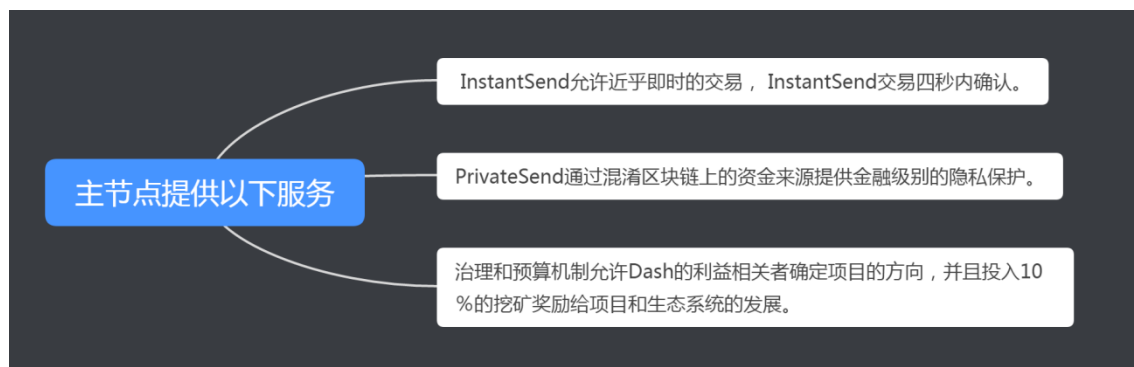 InstantSend允许近乎即时的交易，InstantSend交易四秒内确认。
主节点提供以下服务
PrivateSend通过混淆区块链上的资金来源提供金融级别的隐私保护。
治理和预算机制允许Dash的利益相关者确定项目的方向，并且投入10
%的挖矿奖励给项目和生态系统的发展。